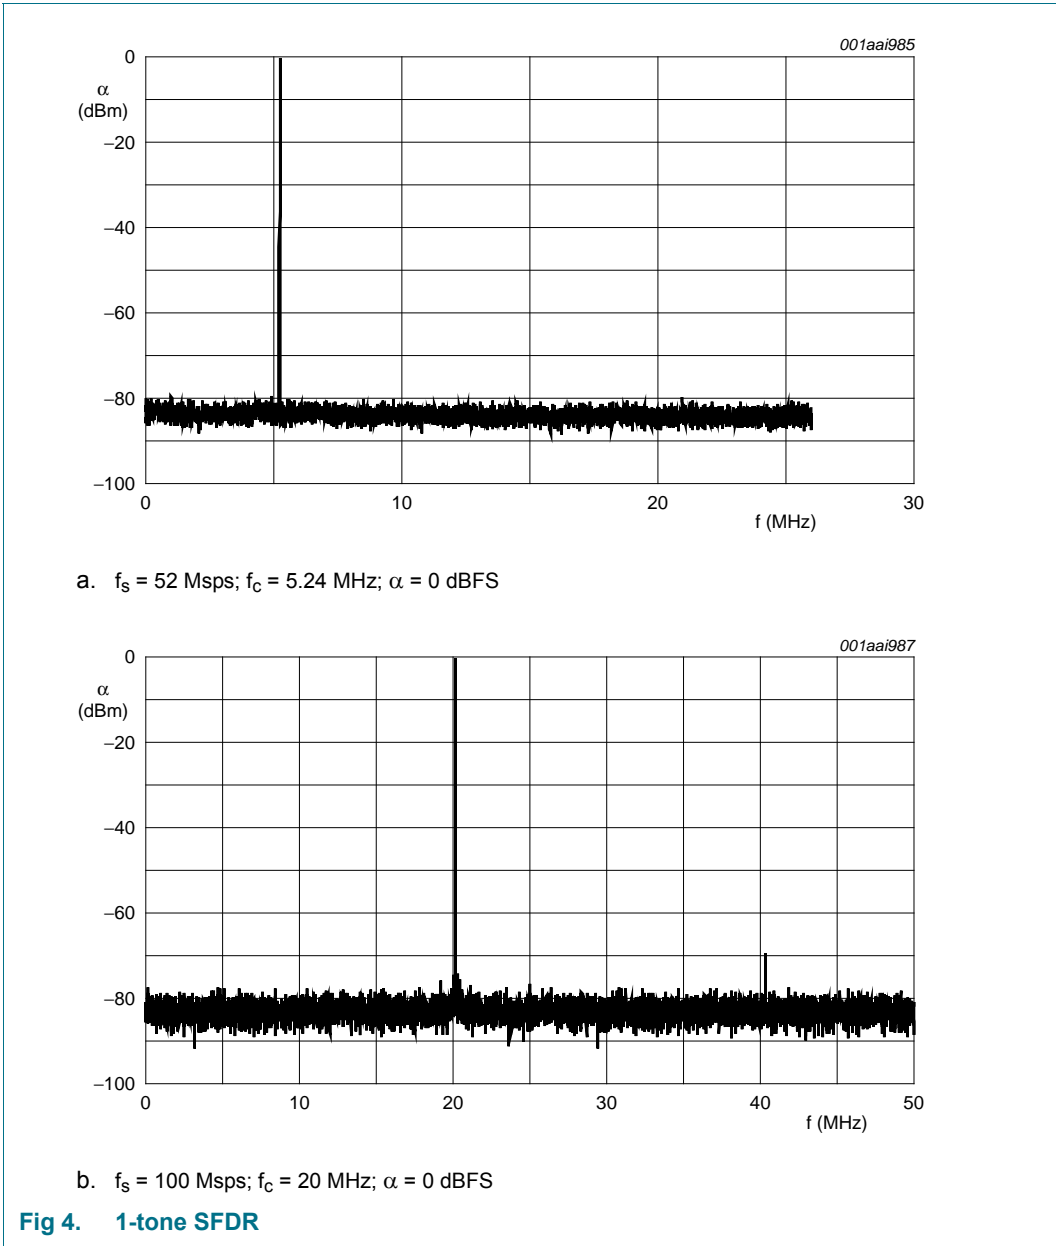 001aai985
0
α
(dBm)
−20
−40
−60
−80
−100
0 10 20 30
f (MHz)
a. fs = 52 Msps; fc = 5.24 MHz; α = 0 dBFS
001aai987
0
α
(dBm)
−20
−40
−60
−80
−100
0 10 20 30 40 50
f (MHz)
b. fs = 100 Msps; fc = 20 MHz; α = 0 dBFS
Fig 4. 1-tone SFDR